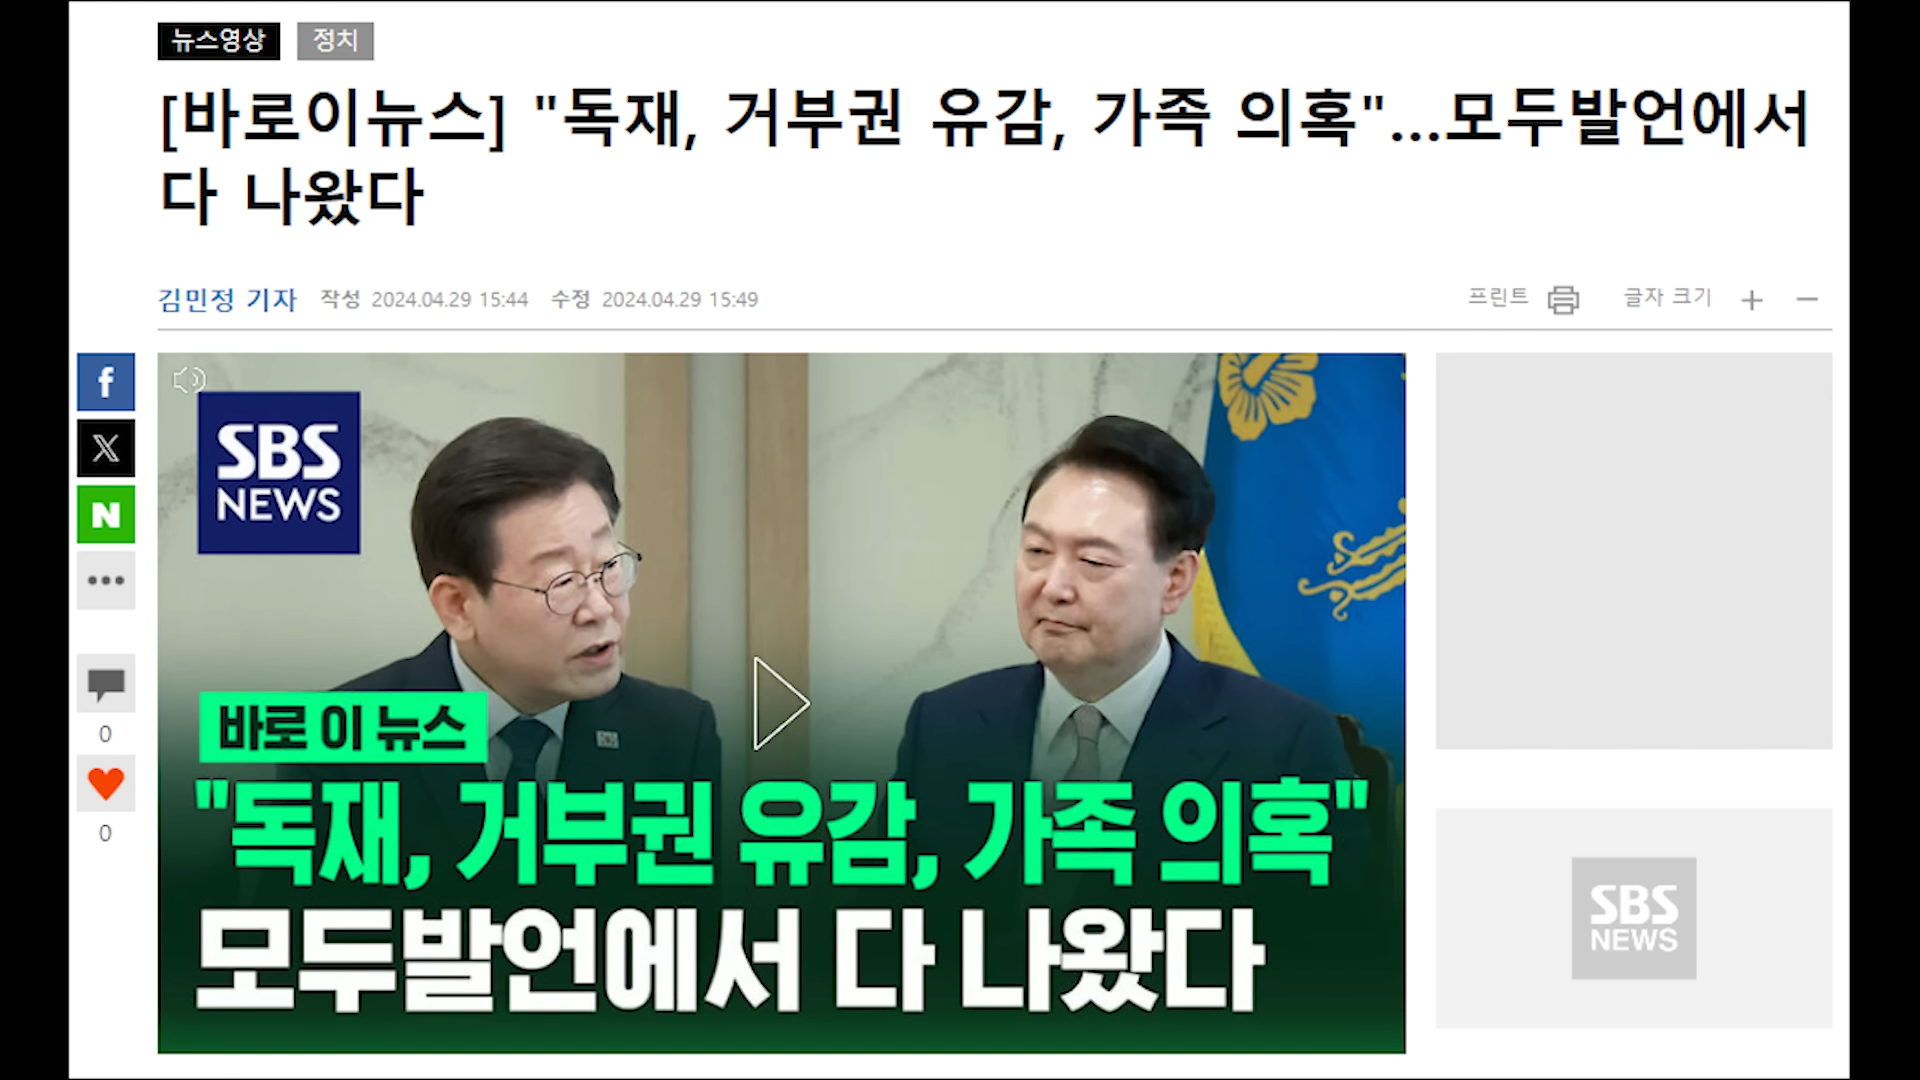 뉴스영상 정치
[바로이뉴스] "독재, 거부권 유감, 가족 의혹"...모두발언에서
다 나왔다
김민정 기자 작성 2024.04.29 15:44 수정 2024.04.29 15:49
프린트 글자 크기 + −
f
X
N
0
0
SBS
NEWS
바로 이 뉴스
"독재, 거부권 유감, 가족 의혹"
모두발언에서 다 나왔다
SBS
NEWS